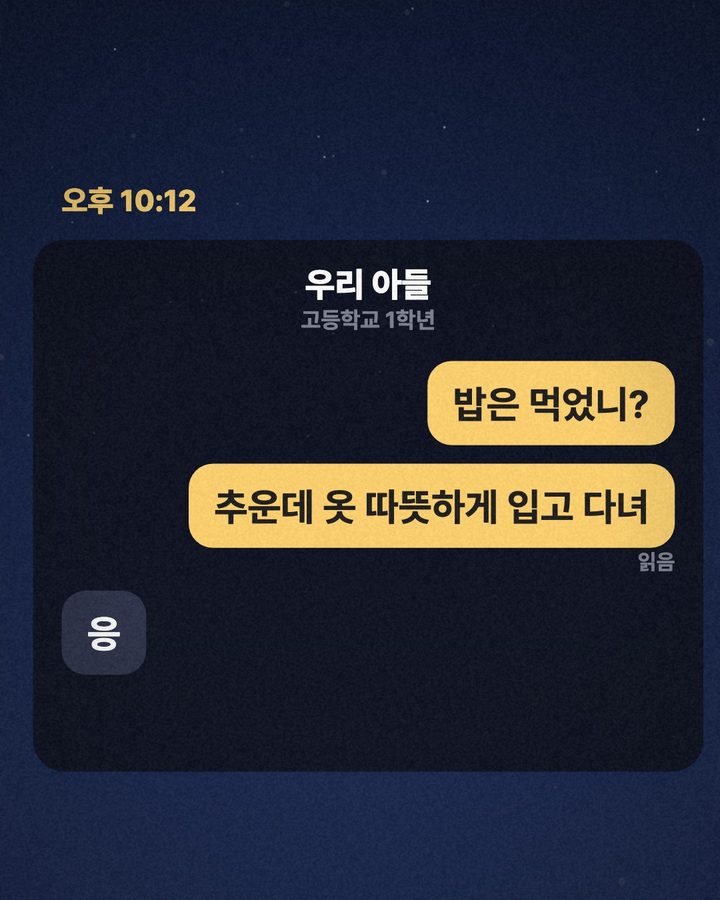 오후 10:12
우리 아들
고등학교 1학년
밥은 먹었니?
추운데 옷 따뜻하게 입고 다녀
읽음
응